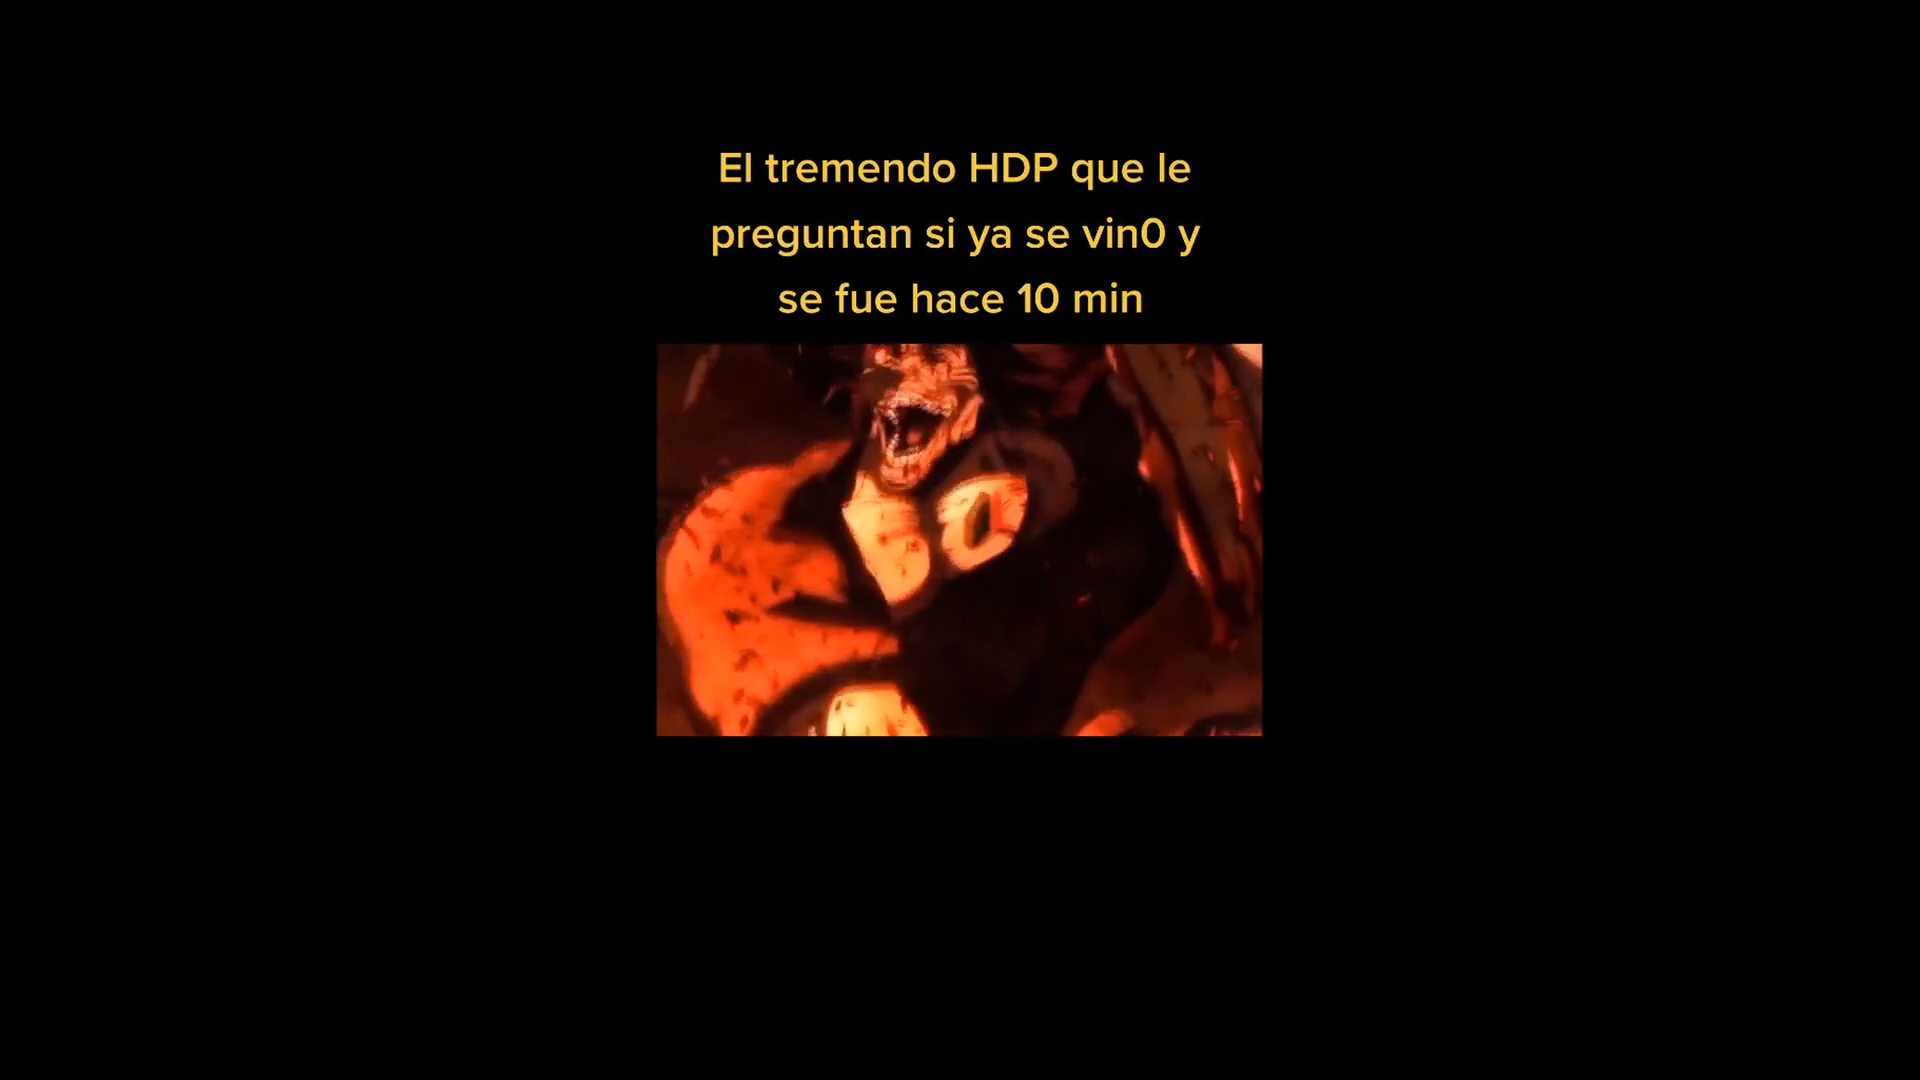 El tremendo HDP que le
preguntan si ya se vin0 y
se fue hace 10 min